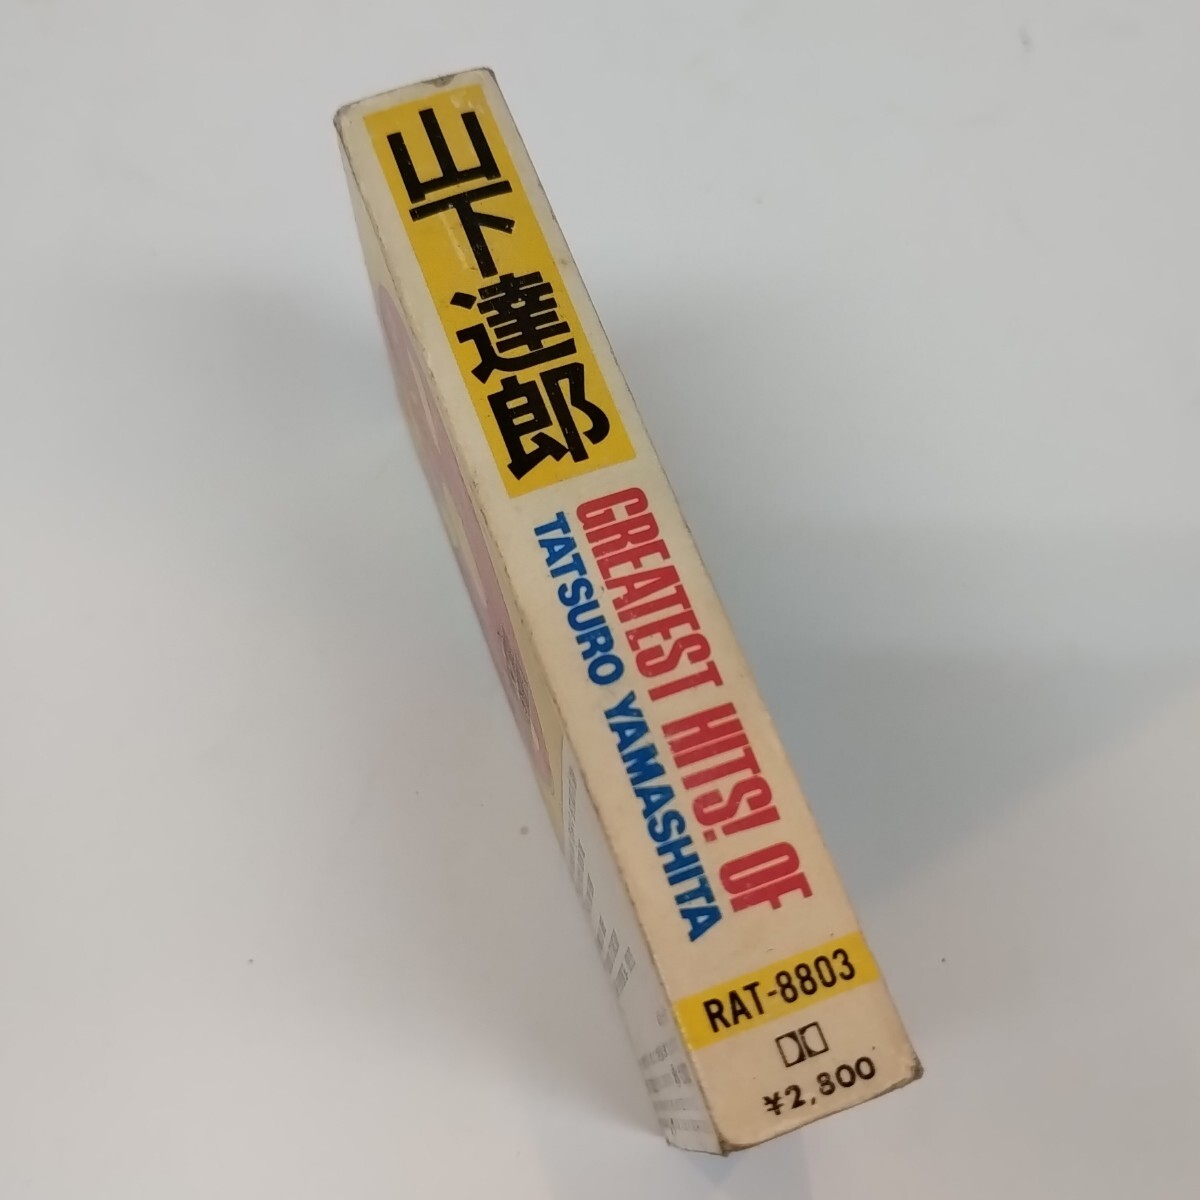 山下達郎
GREATEST HITS! OF
TATSURO YAMASHITA
RAT-8803
¥2,800